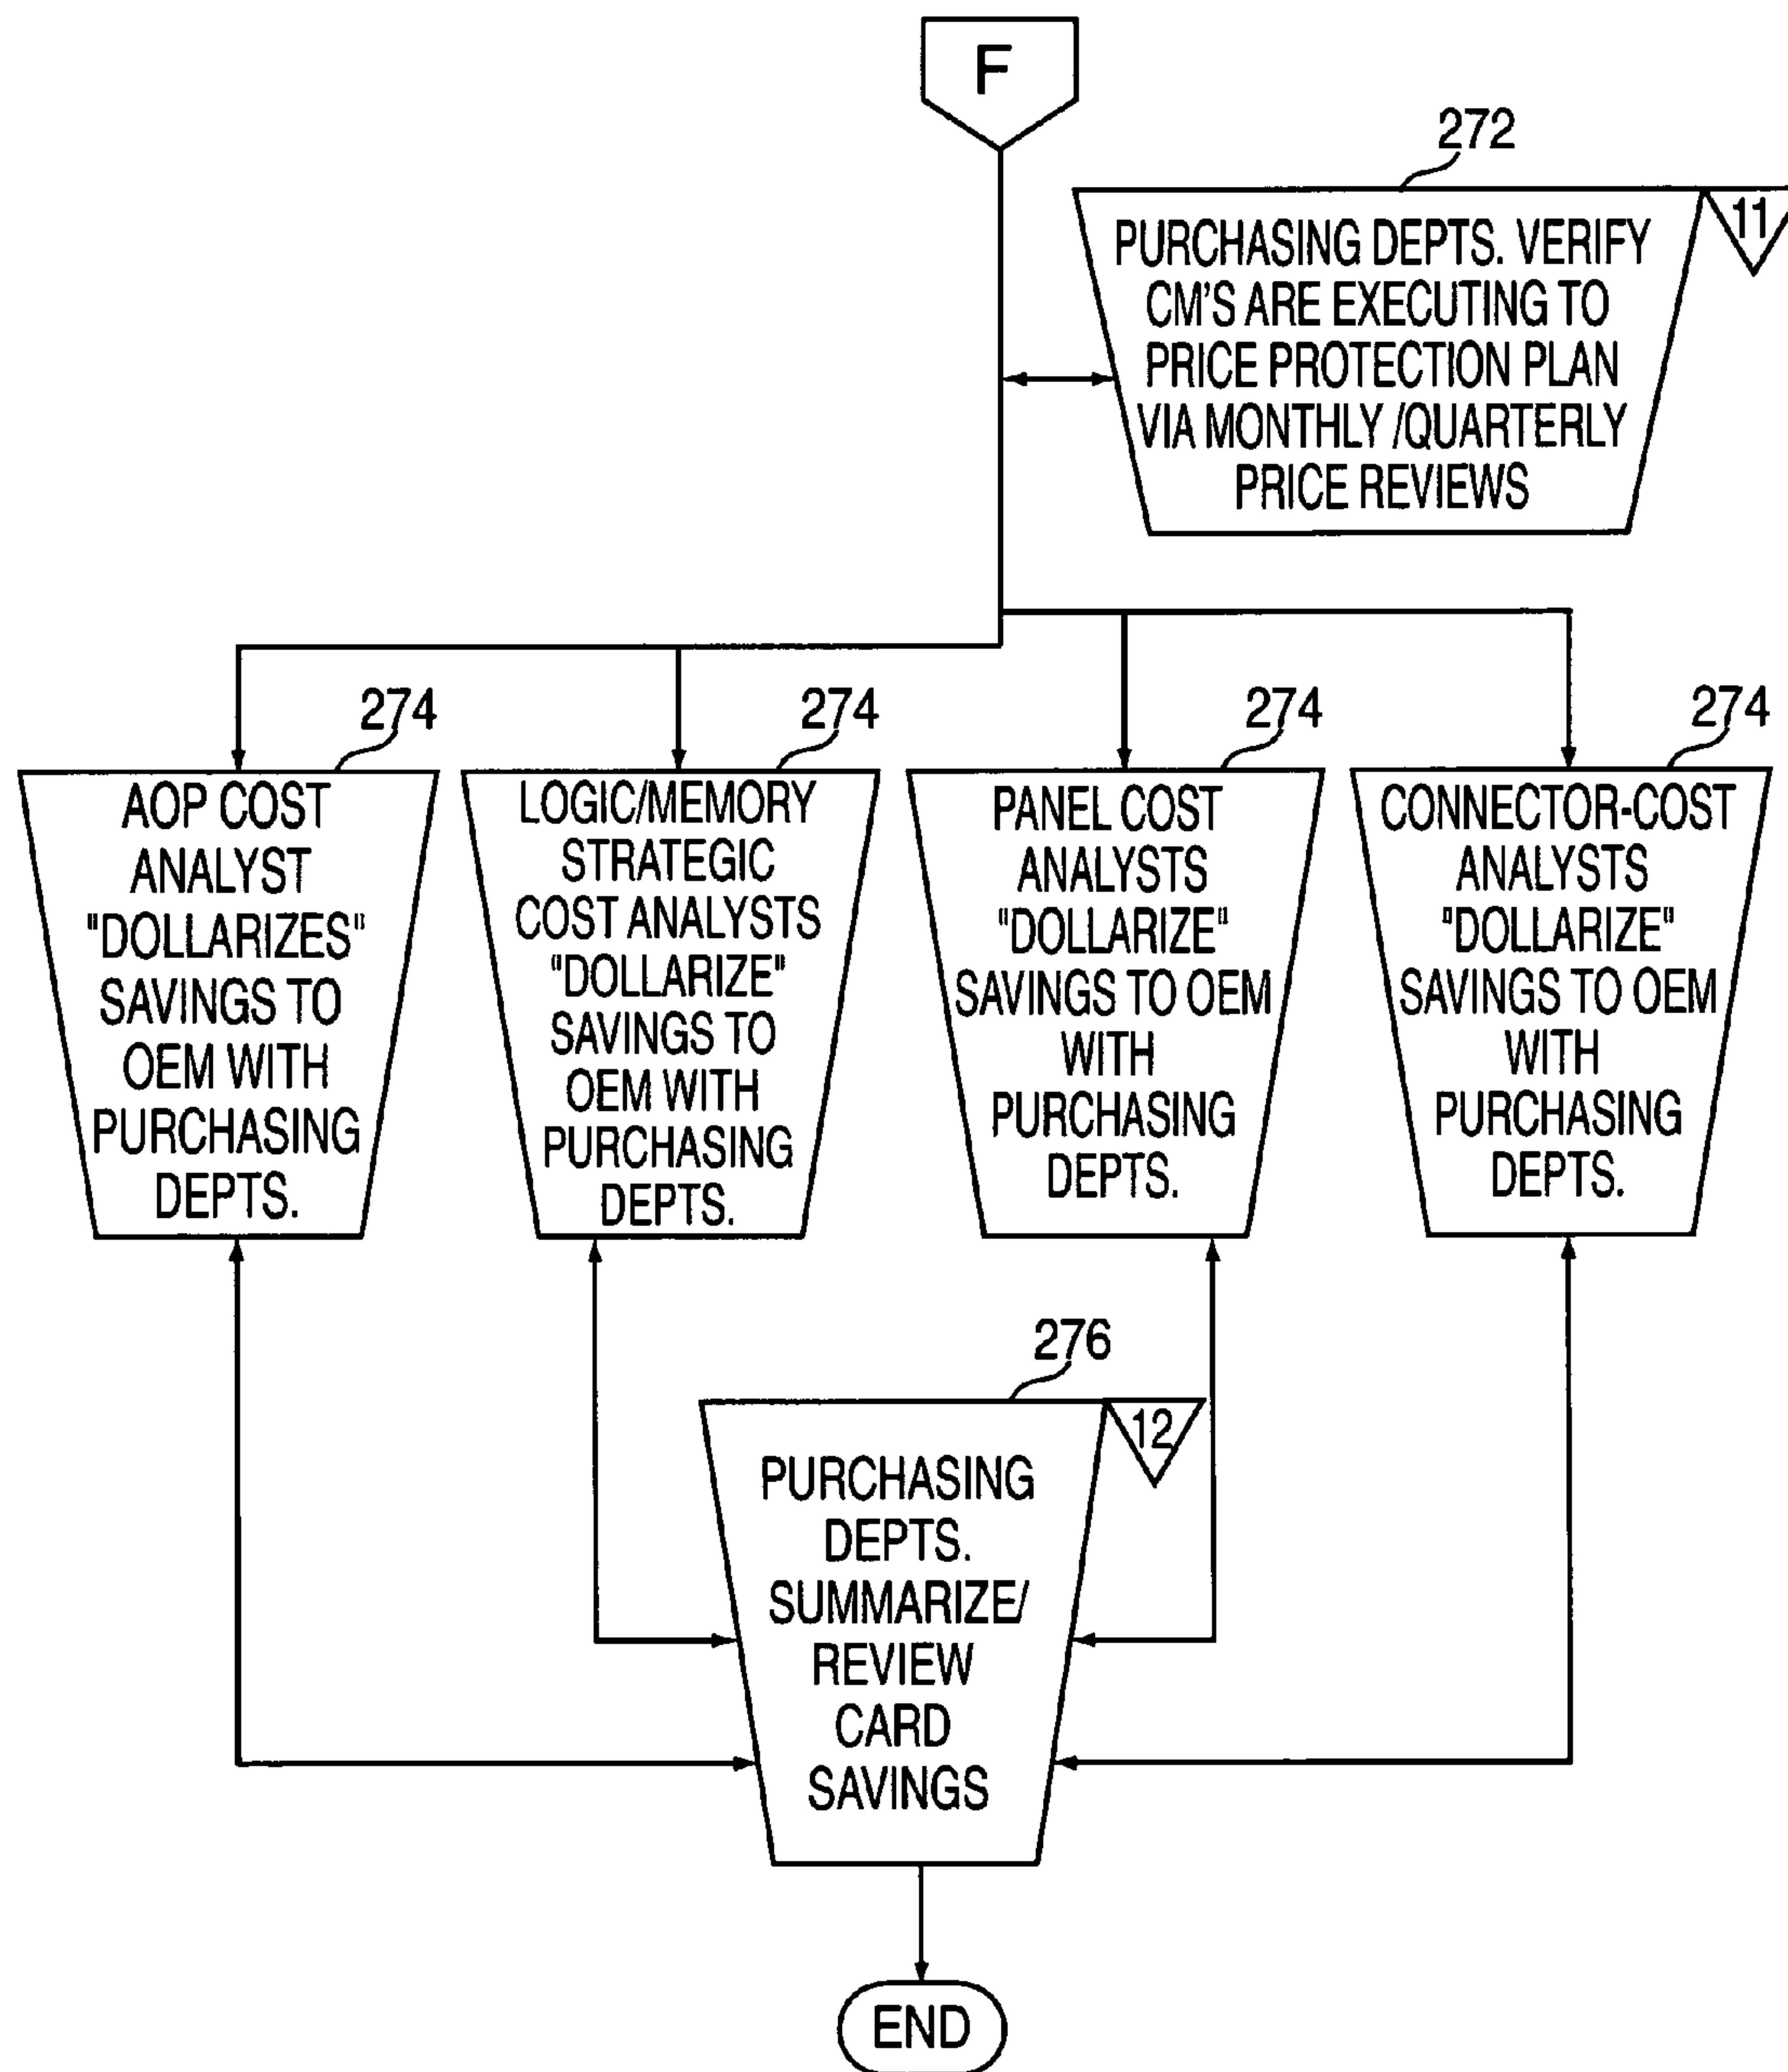 F
272
11
PURCHASING DEPTS. VERIFY
CM'S ARE EXECUTING TO
PRICE PROTECTION PLAN
VIA MONTHLY /QUARTERLY
PRICE REVIEWS
274
AOP COST
ANALYST
"DOLLARIZES"
SAVINGS TO
OEM WITH
PURCHASING
DEPTS.
274
LOGIC/MEMORY
STRATEGIC
COST ANALYSTS
"DOLLARIZE"
SAVINGS TO
OEM WITH
PURCHASING
DEPTS.
274
PANEL COST
ANALYSTS
"DOLLARIZE"
SAVINGS TO OEM
WITH
PURCHASING
DEPTS.
274
CONNECTOR-COST
ANALYSTS
"DOLLARIZE"
SAVINGS TO OEM
WITH
PURCHASING
DEPTS.
276
12
PURCHASING
DEPTS.
SUMMARIZE/
REVIEW
CARD
SAVINGS
END